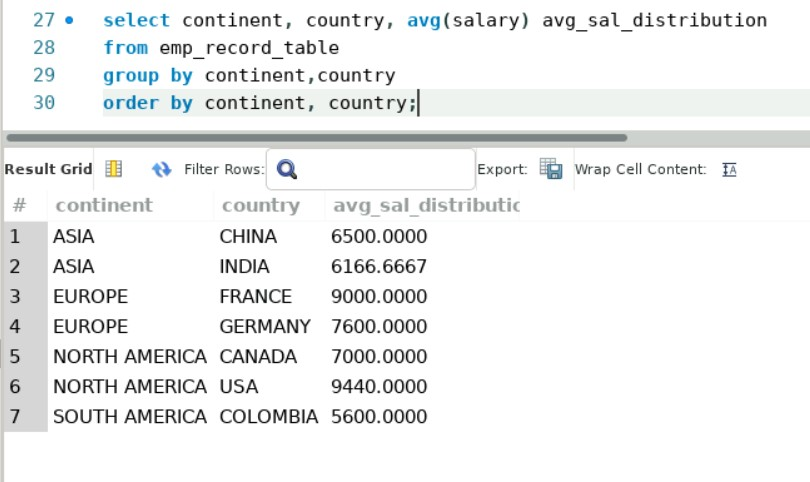 27 select continent, country, avg(salary) avg_sal_distribution
28 from emp_record_table
29 group by continent,country
30 order by continent, country;
Result Grid Filter Rows: Export: Wrap Cell Content:
# continent country avg_sal_distributic
1 ASIA CHINA 6500.0000
2 ASIA INDIA 6166.6667
3 EUROPE FRANCE 9000.0000
4 EUROPE GERMANY 7600.0000
5 NORTH AMERICA CANADA 7000.0000
6 NORTH AMERICA USA 9440.0000
7 SOUTH AMERICA COLOMBIA 5600.0000